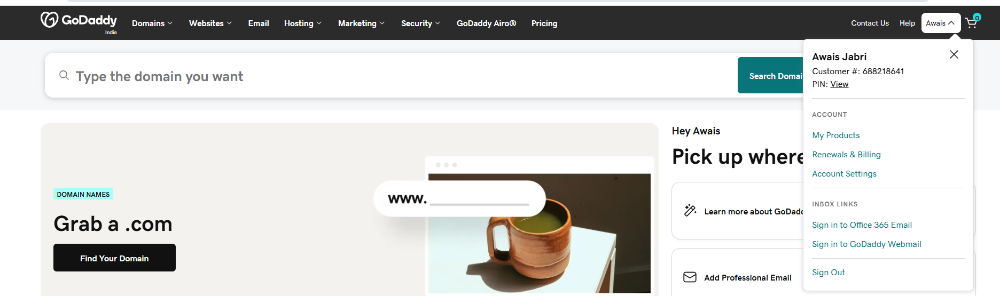 GoDaddy
India
Domains
Websites
Email
Hosting
Marketing
Security
GoDaddy Airo®
Pricing
Contact Us
Help
Awais
0
Type the domain you want
Search
Awais Jabri
Customer #: 688218641
PIN: View
ACCOUNT
My Products
Renewals & Billing
Account Settings
INBOX LINKS
Sign in to Office 365 Email
Sign in to GoDaddy Webmail
Sign Out
DOMAIN NAMES
Grab a .com
Find Your Domain
www.
Hey Awais
Pick up where
Learn more about
Add Professional Email